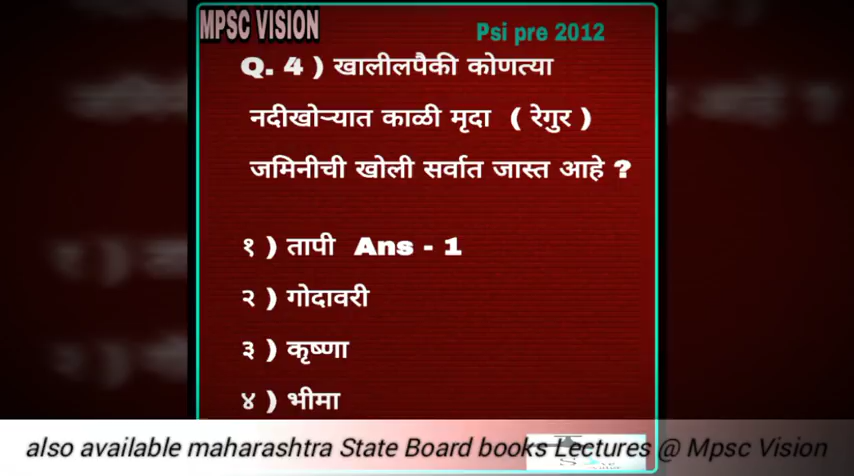 MPSC VISION
Psi pre 2012
Q. 4 ) खालीलपैकी कोणत्या
नदीखोऱ्यात काळी मृदा ( रेगुर )
जमिनीची खोली सर्वात जास्त आहे ?
१ ) तापी Ans - 1
२ ) गोदावरी
३ ) कृष्णा
४ ) भीमा
also available maharashtra State Board books Lectures @ Mpsc Vision